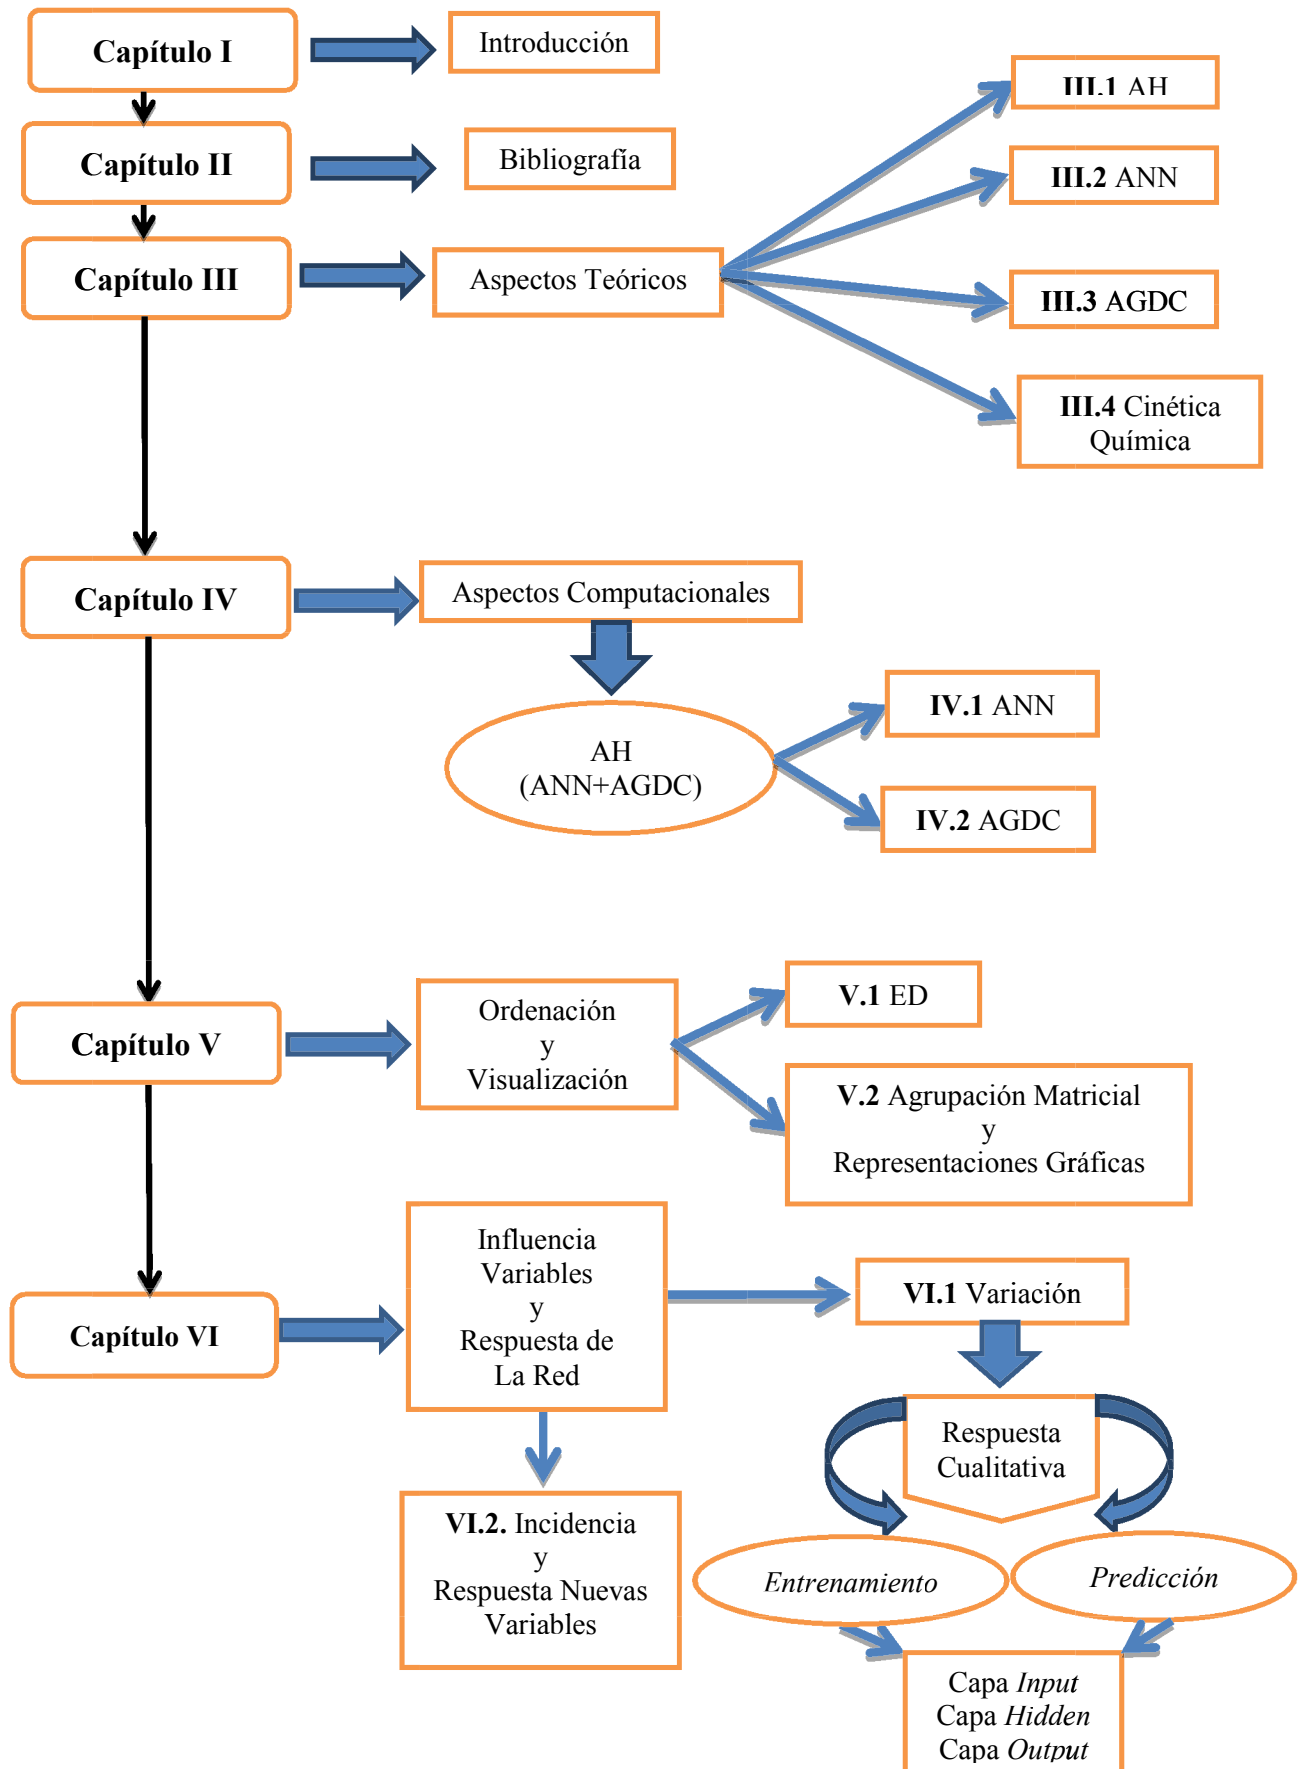 Capítulo I
Introducción
III.1 AH
Capítulo II
Bibliografía
III.2 ANN
Capítulo III
Aspectos Teóricos
III.3 AGDC
III.4 Cinética
Química
Capítulo IV
Aspectos Computacionales
AH
(ANN+AGDC)
IV.1 ANN
IV.2 AGDC
Capítulo V
Ordenación
y
Visualización
V.1 ED
V.2 Agrupación Matricial
y
Representaciones Gráficas
Capítulo VI
Influencia
Variables
y
Respuesta de
La Red
VI.1 Variación
Respuesta
Cualitativa
VI.2. Incidencia
y
Respuesta Nuevas
Variables
Entrenamiento
Predicción
Capa Input
Capa Hidden
Capa Output